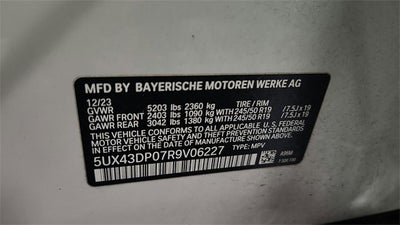 MFD BY BAYERISCHE MOTOREN WERKE AG
12/23
GVWR 5203 lbs 2360 kg TIRE / RIM
GAWR FRONT 2403 lbs 1090 kg WITH 245/50 R19 /7.5J x 19
GAWR REAR 3042 lbs 1380 kg WITH 245/50 R19 /7.5J x 19
THIS VEHICLE CONFORMS TO ALL APPLICABLE U.S. FEDERAL MOTOR
VEHICLE SAFETY AND THEFT PREVENTION STANDARDS IN EFFECT ON THE
DATE OF MANUFACTURE SHOWN ABOVE.
5UX43DP07R9V06227 TYPE: MPV
A96M